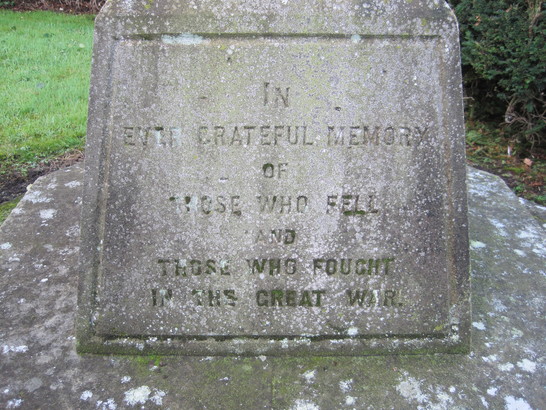 IN
EVER GRATEFUL MEMORY
OF
THOSE WHO FELL
AND
THOSE WHO FOUGHT
IN THE GREAT WAR.